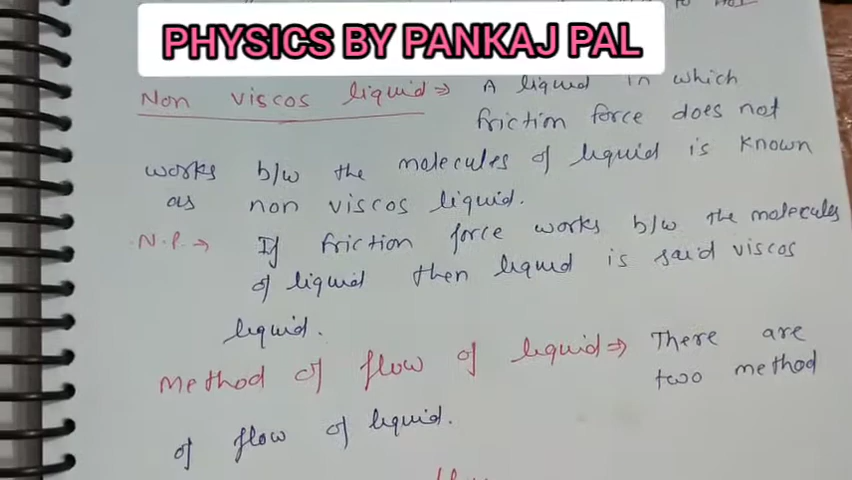 PHYSICS BY PANKAJ PAL
Non viscos liquid ⇒ A liquid in which
friction force does not
works b/w the molecules of liquid is known
as non viscos liquid.
N.P. → If friction force works b/w the molecules
of liquid then liquid is said viscos
liquid.
Method of flow of liquid ⇒ There are
two method
of flow of liquid.